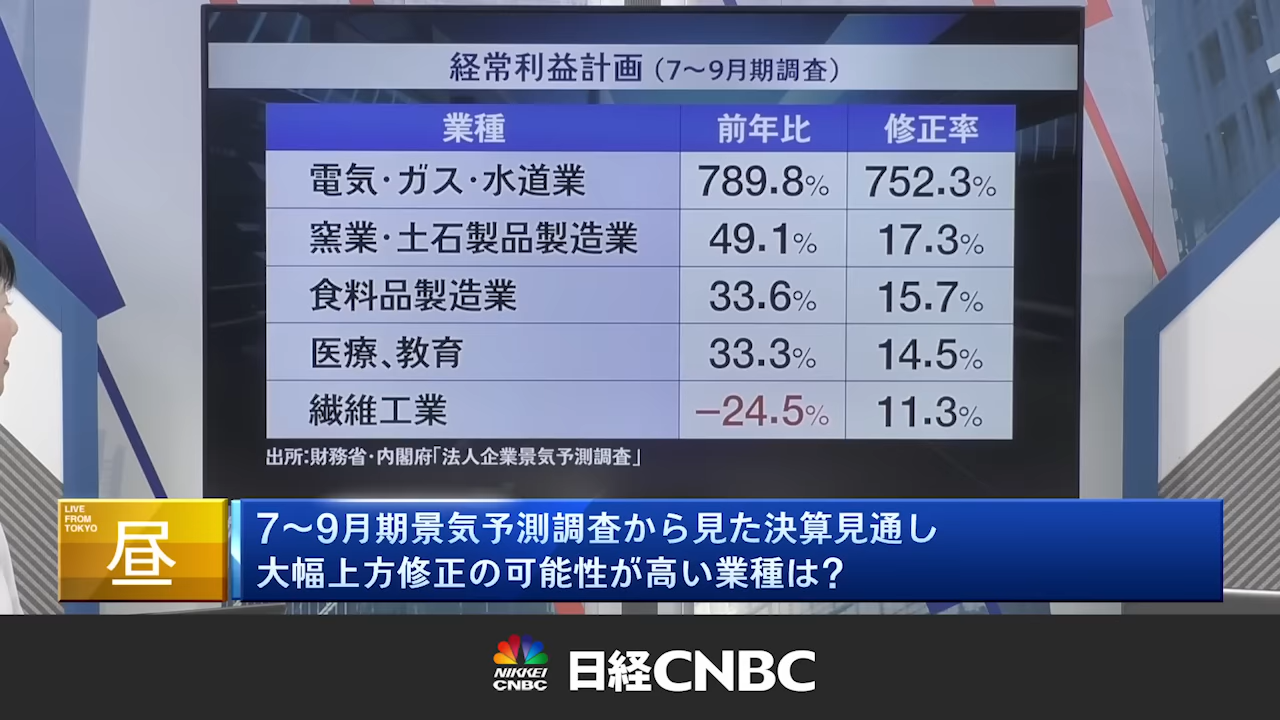 経常利益計画（7～9月期調査）
業種 前年比 修正率
電気・ガス・水道業 789.8% 752.3%
窯業・土石製品製造業 49.1% 17.3%
食料品製造業 33.6% 15.7%
医療、教育 33.3% 14.5%
繊維工業 −24.5% 11.3%
出所：財務省・内閣府「法人企業景気予測調査」
LIVE
FROM
TOKYO
昼
7～9月期景気予測調査から見た決算見通し
大幅上方修正の可能性が高い業種は？
NIKKEI
CNBC
日経CNBC